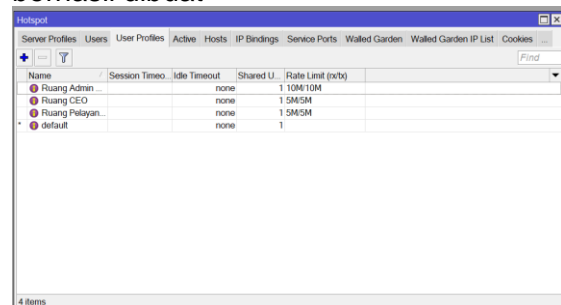 Hotspot
Server Profiles Users User Profiles Active Hosts IP Bindings Service Ports Walled Garden Walled Garden IP List Cookies ...
Find
Name Session Timeo... Idle Timeout Shared U... Rate Limit (rx/tx)
Ruang Admin ... none 1 10M/10M
Ruang CEO none 1 5M/5M
Ruang Pelayan... none 1 5M/5M
* default none 1
4 items